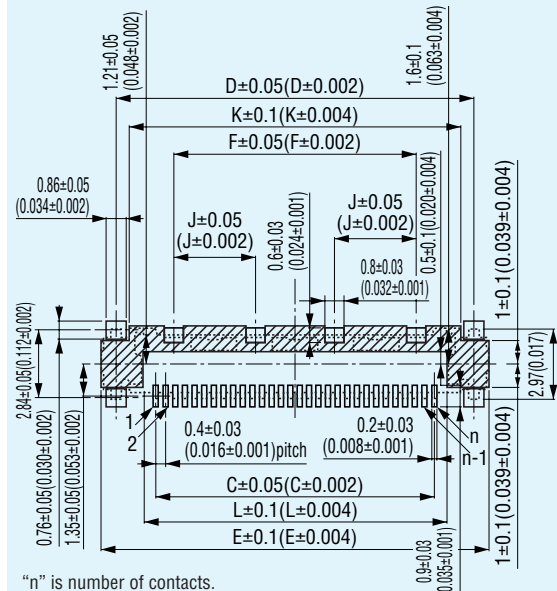 1.21±0.05
(0.048±0.002)
1.6±0.1
(0.063±0.004)
D±0.05(D±0.002)
K±0.1(K±0.004)
F±0.05(F±0.002)
0.86±0.05
(0.034±0.002)
J±0.05
(J±0.002)
0.6±0.03
(0.024±0.001)
J±0.05
(J±0.002)
0.5±0.1(0.020±0.004)
0.8±0.03
(0.032±0.001)
1±0.1(0.039±0.004)
2.84±0.05(0.112±0.002)
2.97(0.017)
0.76±0.05(0.030±0.002)
1.35±0.05(0.053±0.002)
1
2
0.4±0.03
(0.016±0.001)pitch
0.2±0.03
(0.008±0.001)
n
n-1
1±0.1(0.039±0.004)
C±0.05(C±0.002)
L±0.1(L±0.004)
E±0.1(E±0.004)
0.9±0.03
0.035±0.001)
“n” is number of contacts.